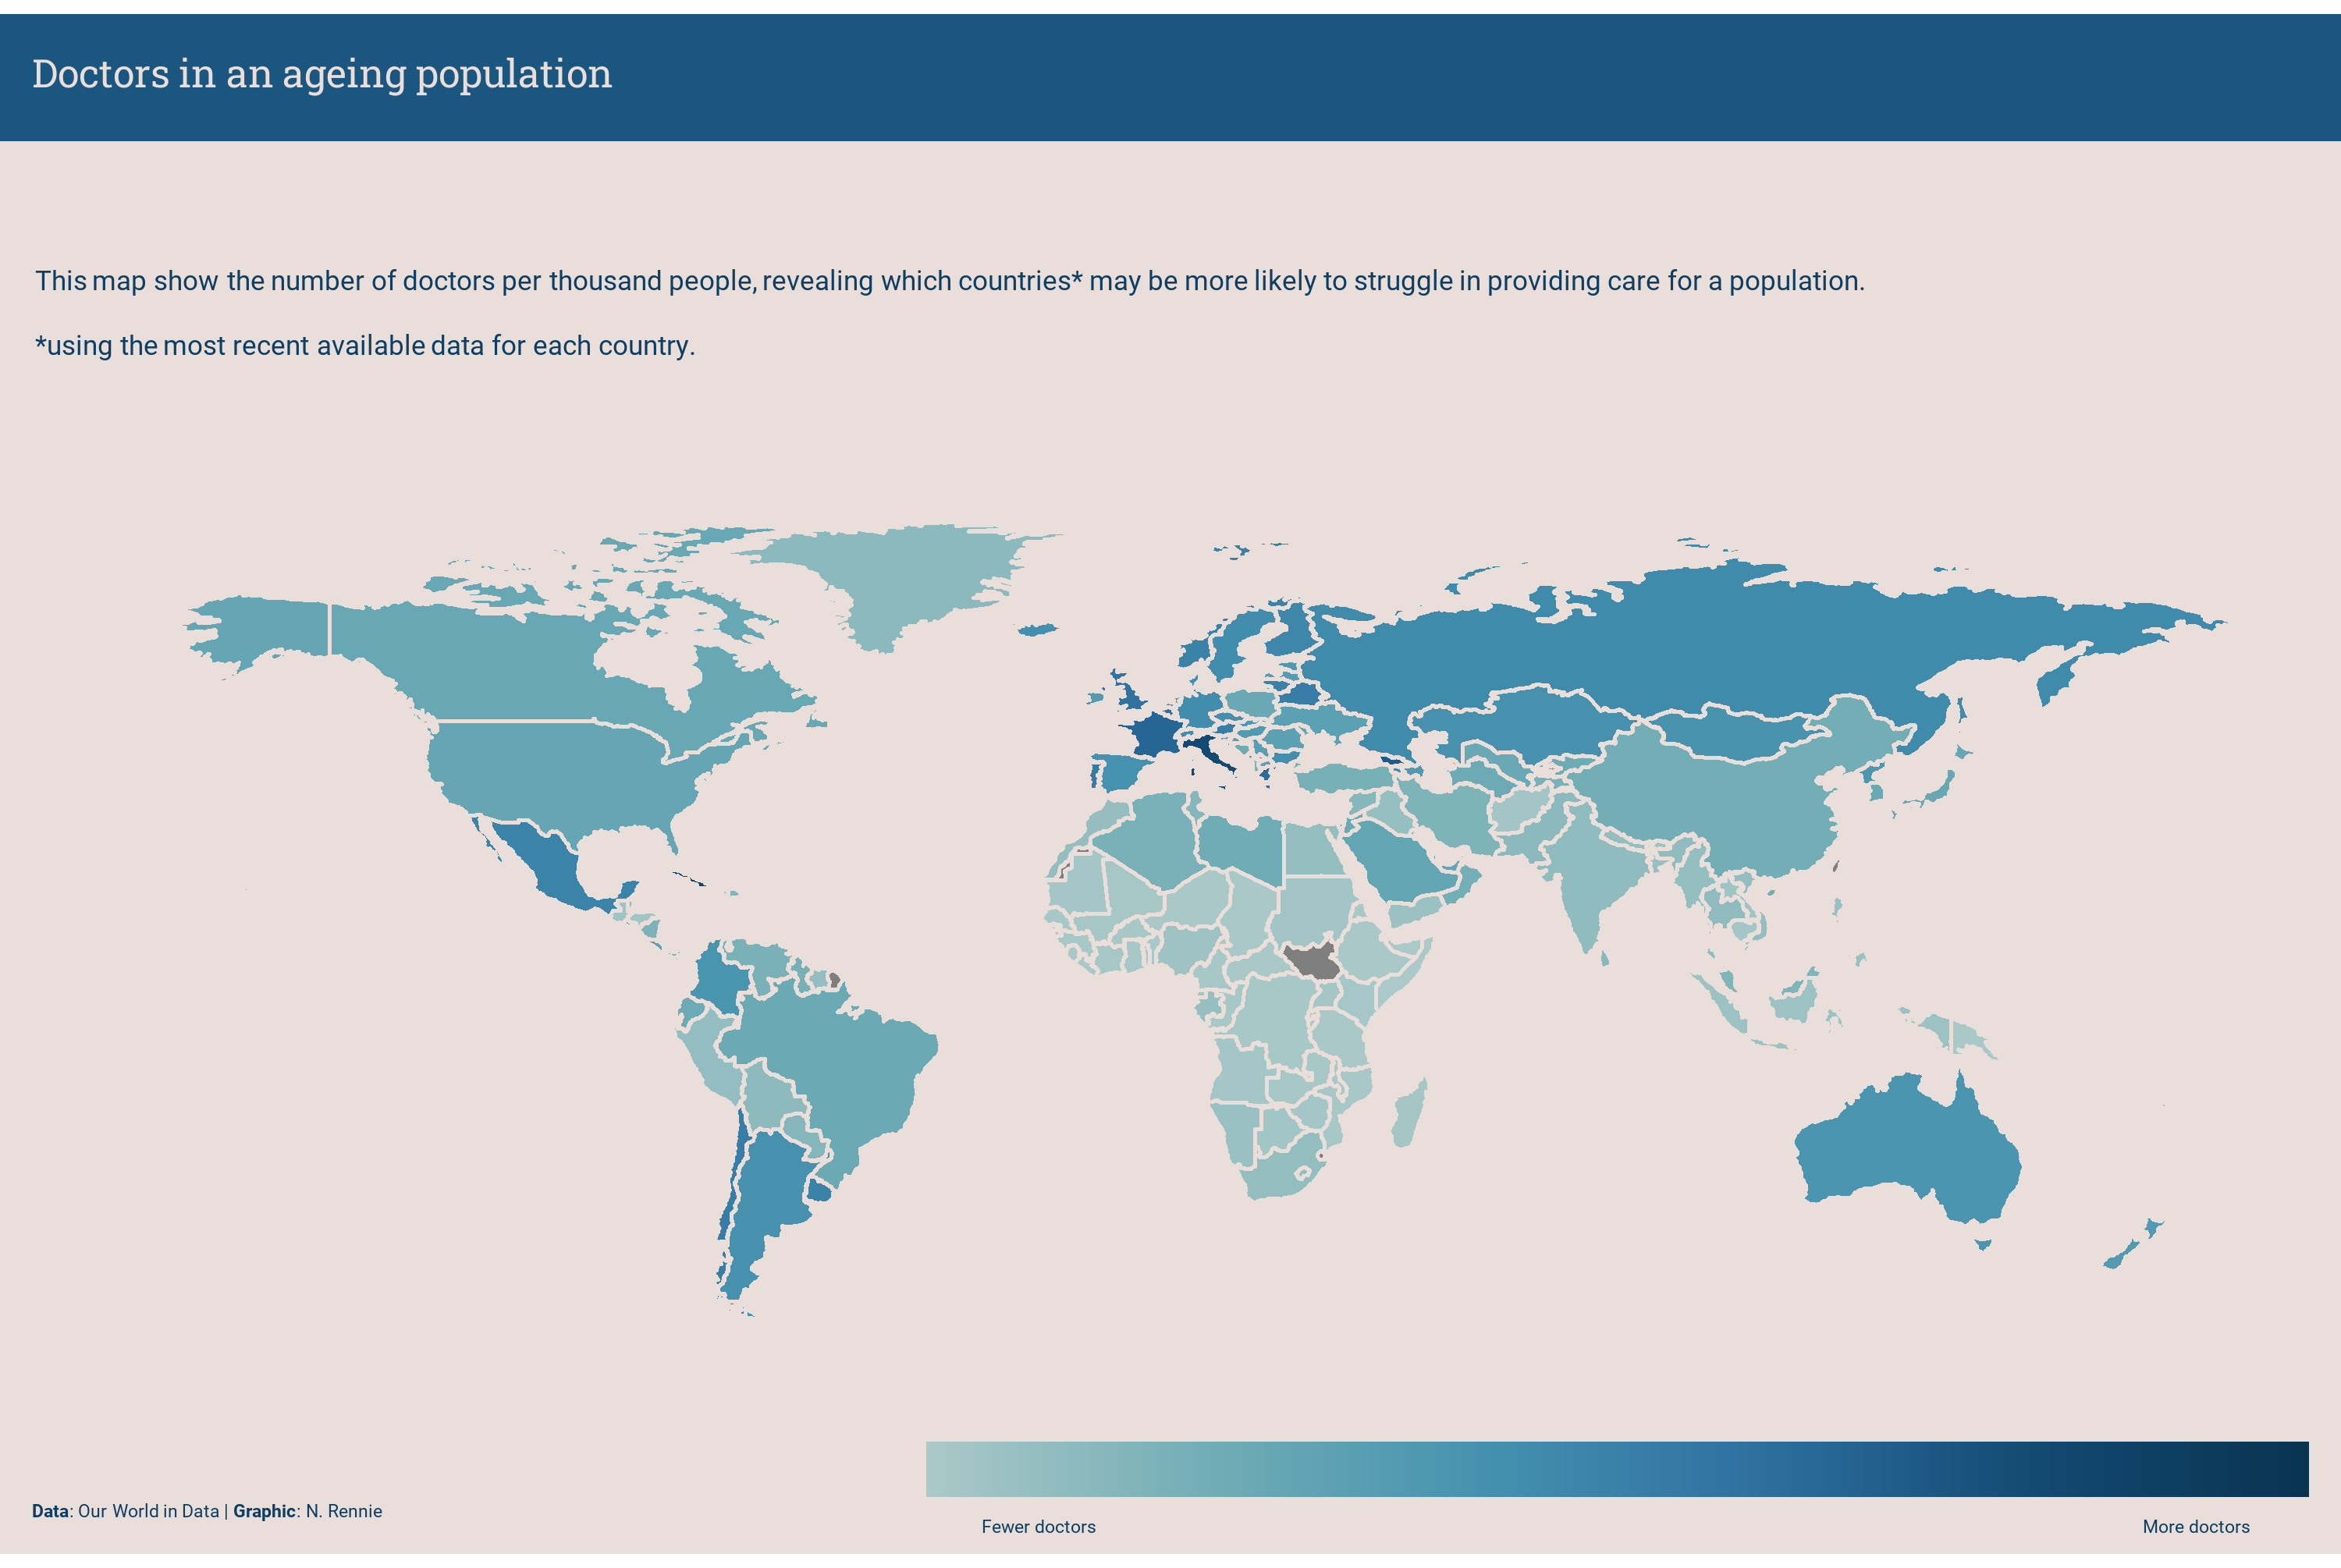 Doctors in an ageing population
This map show the number of doctors per thousand people, revealing which countries* may be more likely to struggle in providing care for a population.
*using the most recent available data for each country.
Data: Our World in Data | Graphic: N. Rennie
Fewer doctors
More doctors